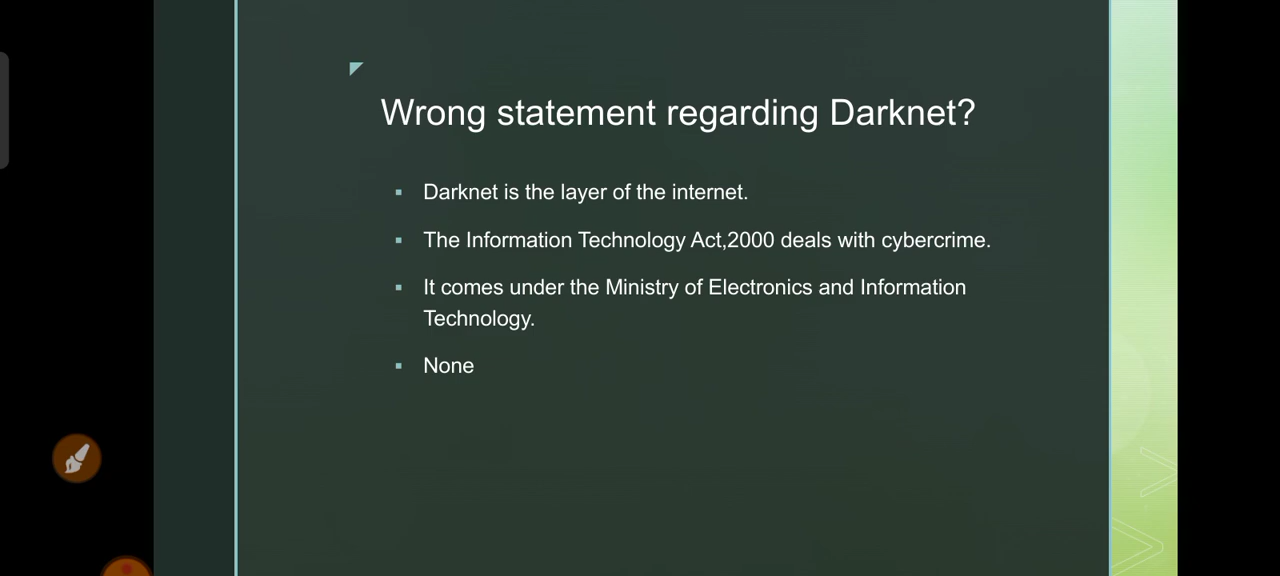 Wrong statement regarding Darknet?
▪ Darknet is the layer of the internet.
▪ The Information Technology Act,2000 deals with cybercrime.
▪ It comes under the Ministry of Electronics and Information
Technology.
▪ None